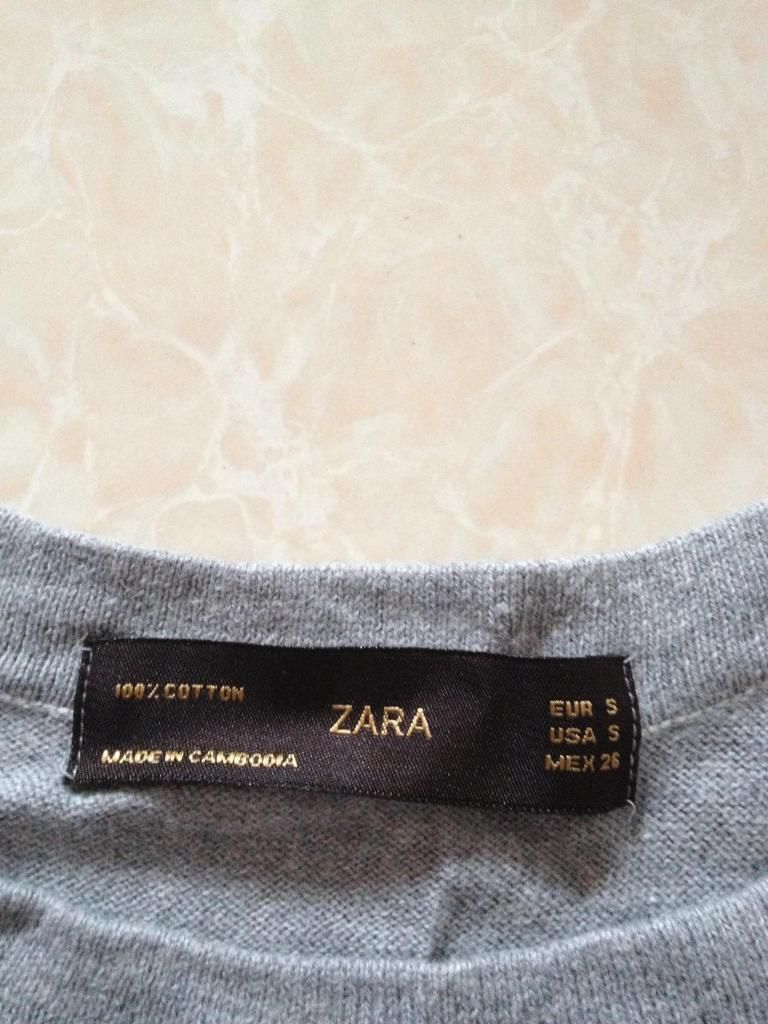 100% COTTON
MADE IN CAMBODIA
ZARA
EUR S
USA S
MEX 26